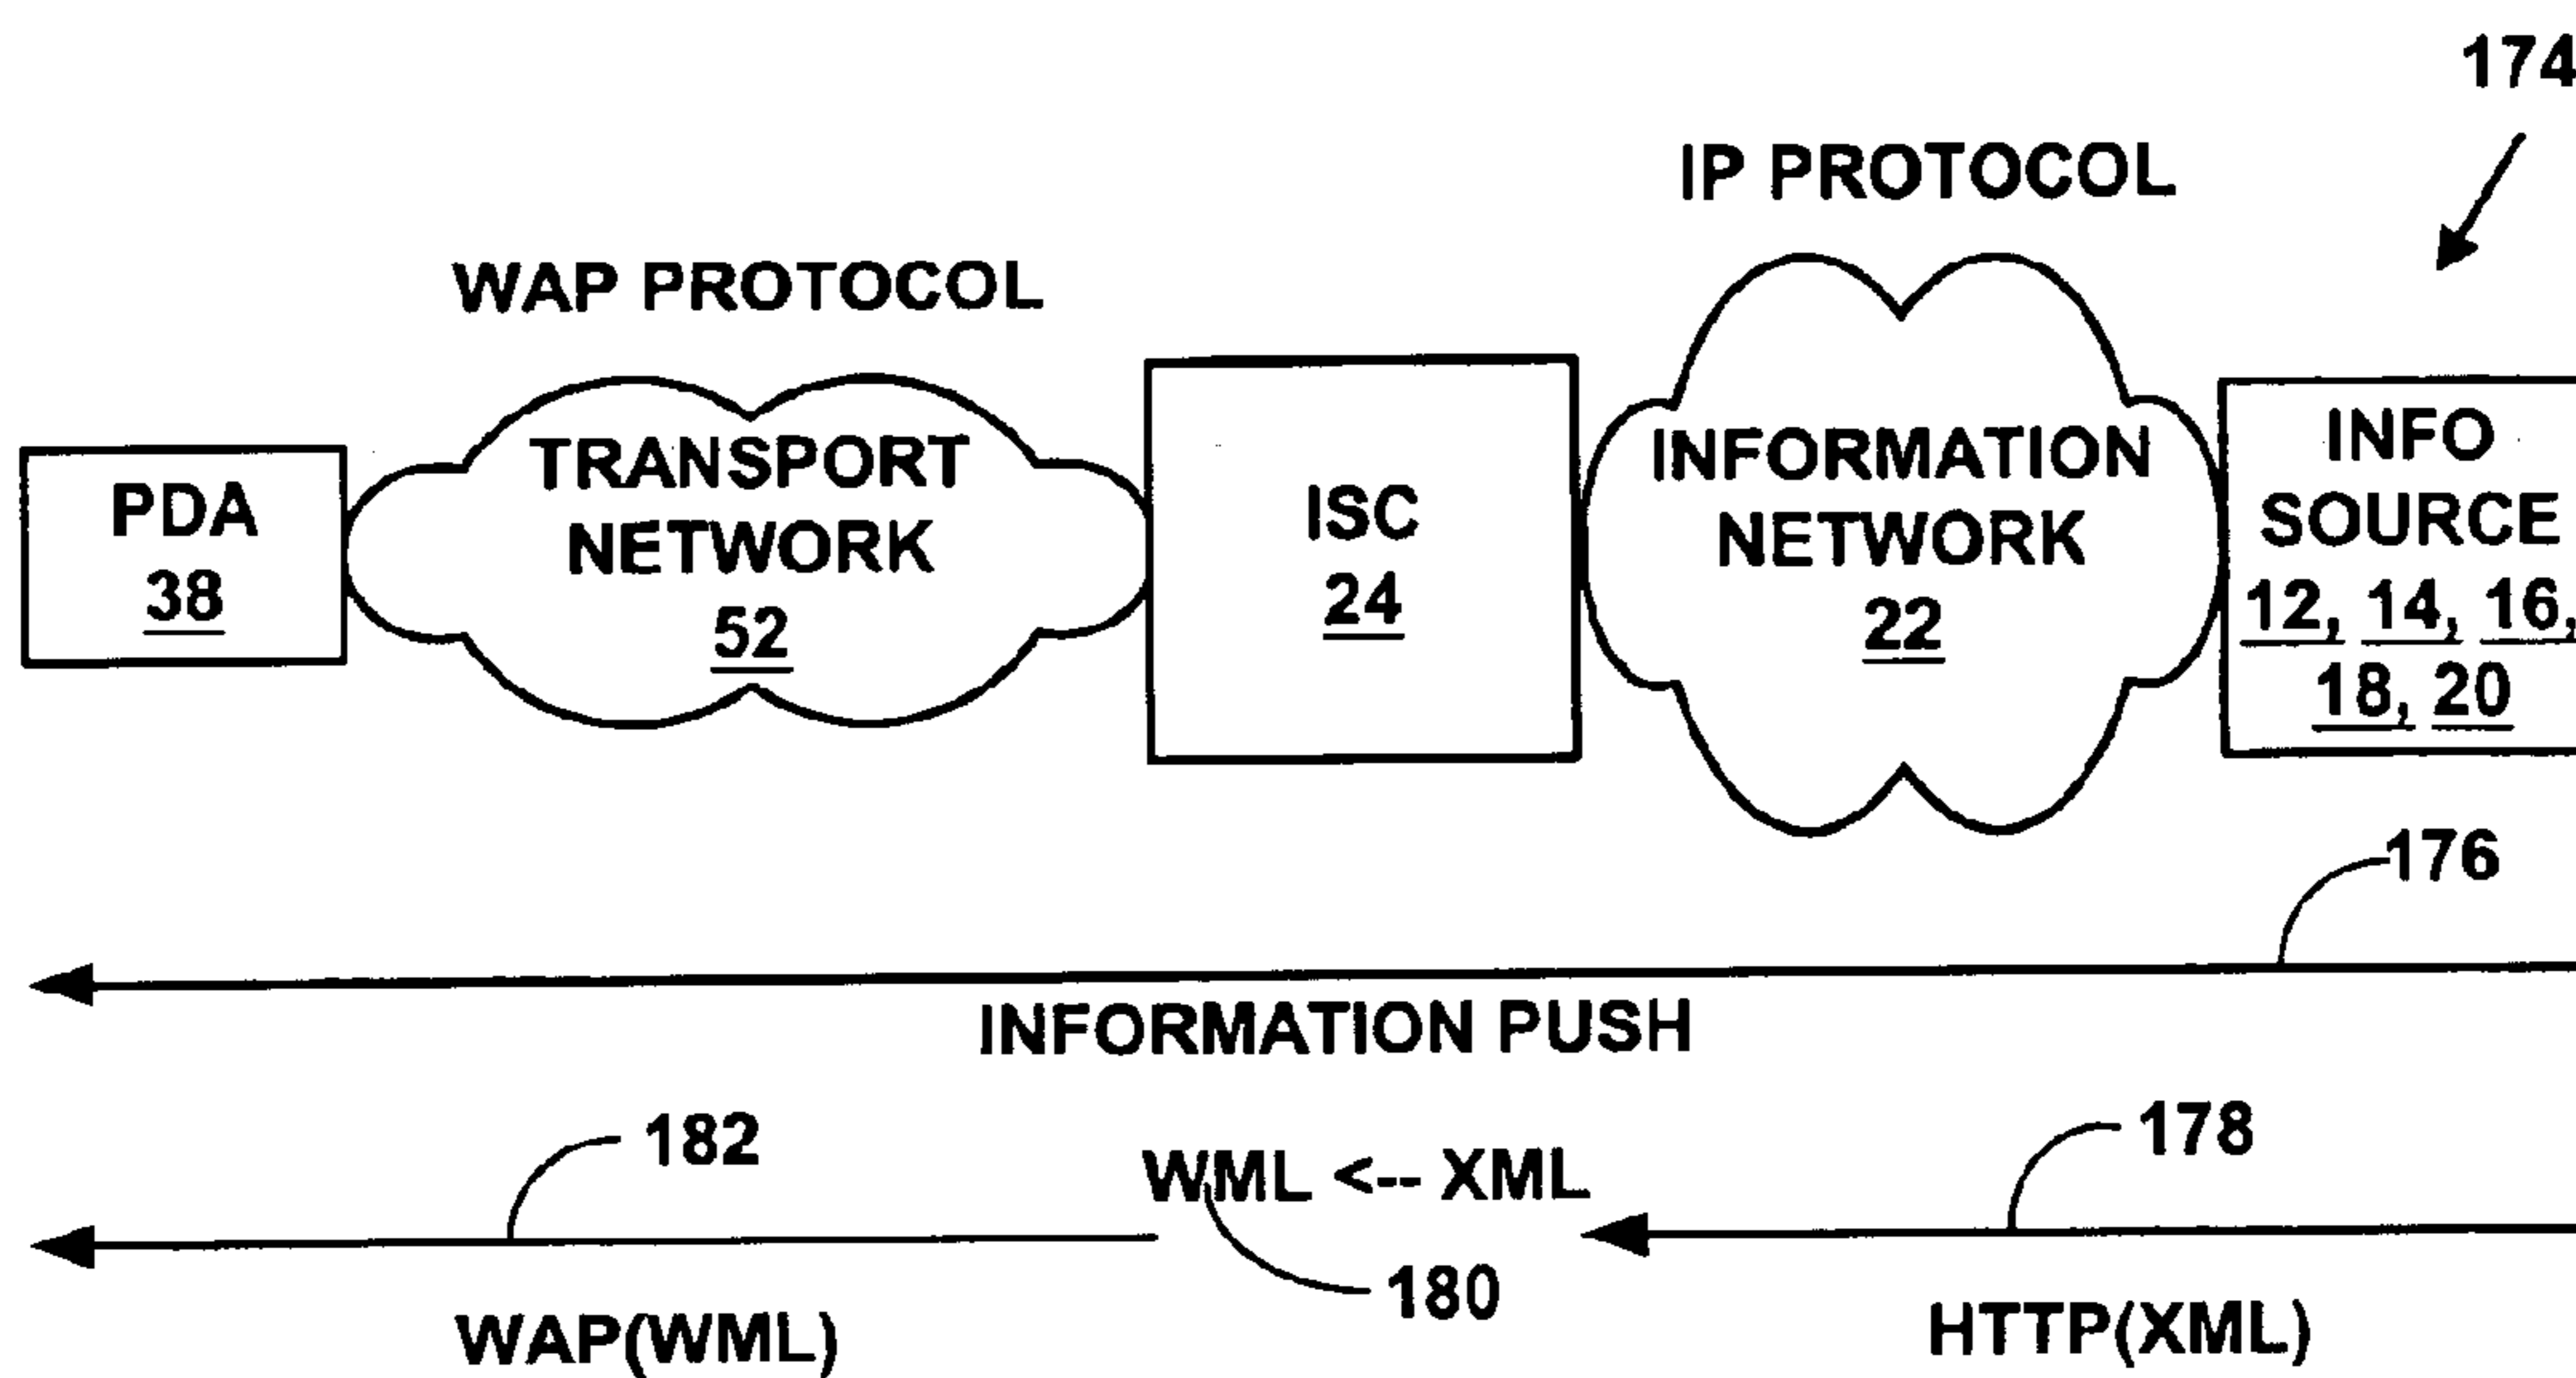 174
IP PROTOCOL
WAP PROTOCOL
PDA
38
TRANSPORT
NETWORK
52
ISC
24
INFORMATION
NETWORK
22
INFO
SOURCE
12, 14, 16,
18, 20
176
INFORMATION PUSH
182
WML <-- XML
178
180
WAP(WML)
HTTP(XML)